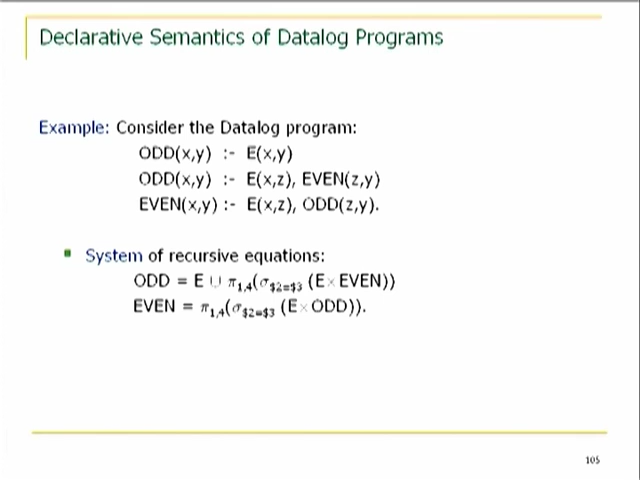 Declarative Semantics of Datalog Programs
Example: Consider the Datalog program:
ODD(x,y) :- E(x,y)
ODD(x,y) :- E(x,z), EVEN(z,y)
EVEN(x,y) :- E(x,z), ODD(z,y).
System of recursive equations:
ODD = E ∪ π1,4(σ$2=$3 (E×EVEN))
EVEN = π1,4(σ$2=$3 (E×ODD)).
105